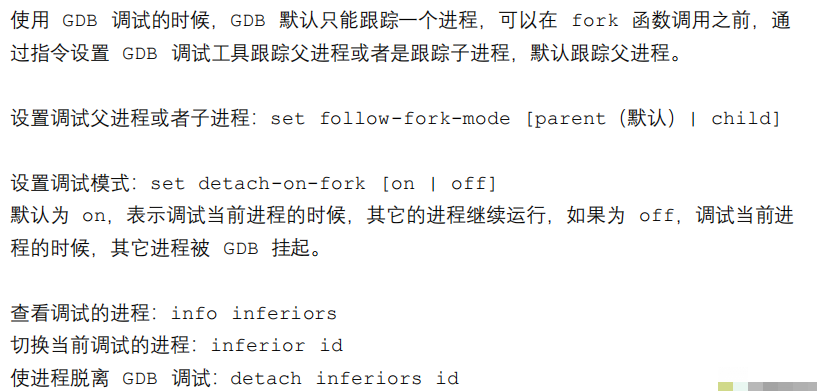 使用 GDB 调试的时候，GDB 默认只能跟踪一个进程，可以在 fork 函数调用之前，通
过指令设置 GDB 调试工具跟踪父进程或者是跟踪子进程，默认跟踪父进程。
设置调试父进程或者子进程：set follow-fork-mode [parent（默认）| child]
设置调试模式：set detach-on-fork [on | off]
默认为 on，表示调试当前进程的时候，其它的进程继续运行，如果为 off，调试当前进
程的时候，其它进程被 GDB 挂起。
查看调试的进程：info inferiors
切换当前调试的进程：inferior id
使进程脱离 GDB 调试：detach inferiors id